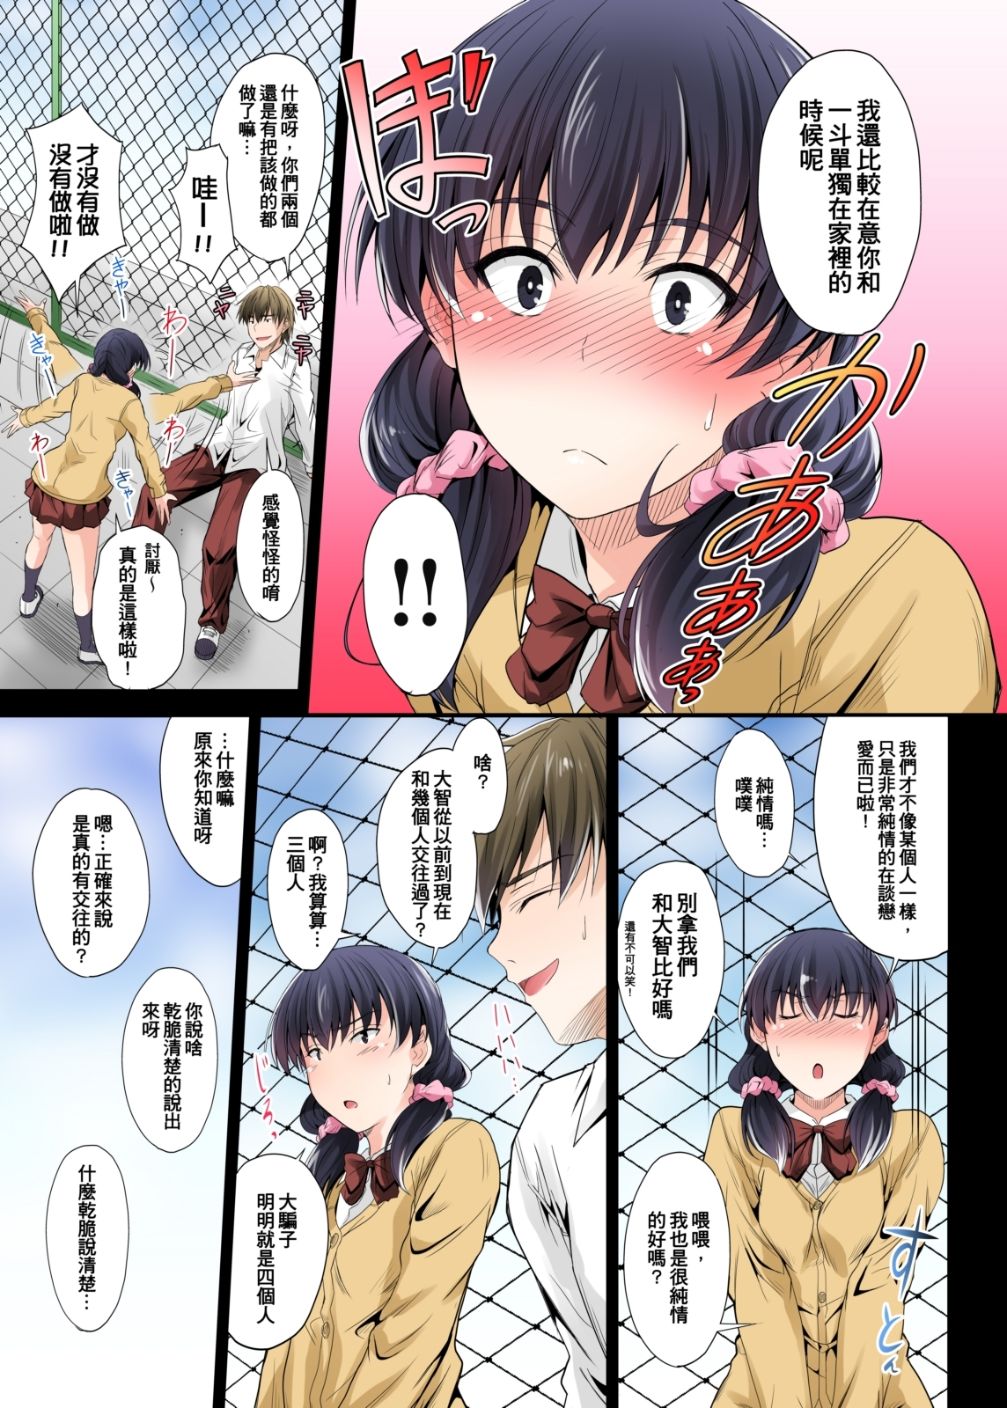 我還比較在意你和
一斗單獨在家裡的
時候呢
かあああぁ
ばっ
！！
什麼呀，你們兩個
還是有把該做的都
做了嘛…
哇ー！！
才沒有做
沒有做啦！！
ニヤ
ニヤ
きゃー
わー
きゃー
わー
きゃー
感覺怪怪的唷
討厭～
真的是這樣啦！
我們才不像某個人一樣，
只是非常純情的在談戀
愛而已啦！
純情嗎…
噗噗
別拿我們
和大智比好嗎
還有不可以笑！
喂喂，
我也是很純情
的好嗎？
すとん
啥？
大智從以前到現在
和幾個人交往過了？
啊？我算算…
三個人
じろ,
大騙子
明明就是四個人
…什麼嘛
原來你知道呀
嗯…正確來說
是真的有交往的？
你說啥
乾脆清楚的說出
來呀
什麼乾脆說清楚…